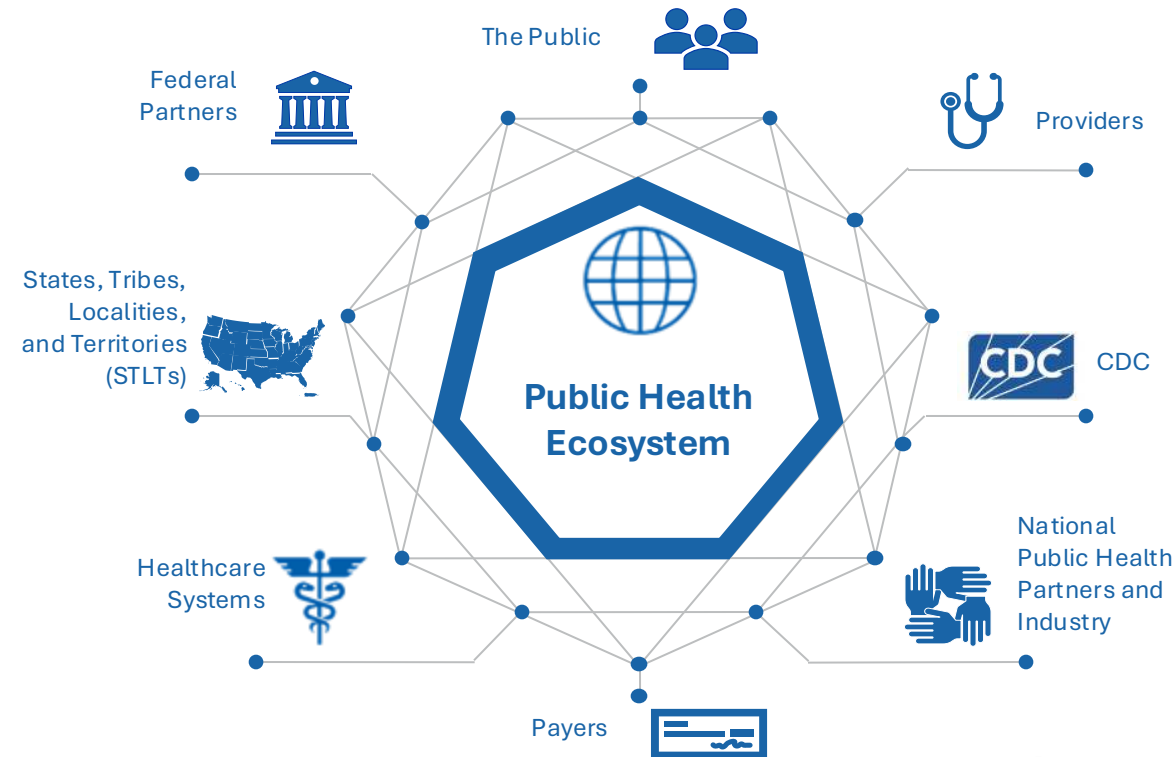 The Public
Federal
Partners
Providers
States, Tribes,
Localities,
and Territories
(STLTs)
CDC
CDC
Public Health
Ecosystem
National
Public Health
Partners and
Industry
Healthcare
Systems
Payers